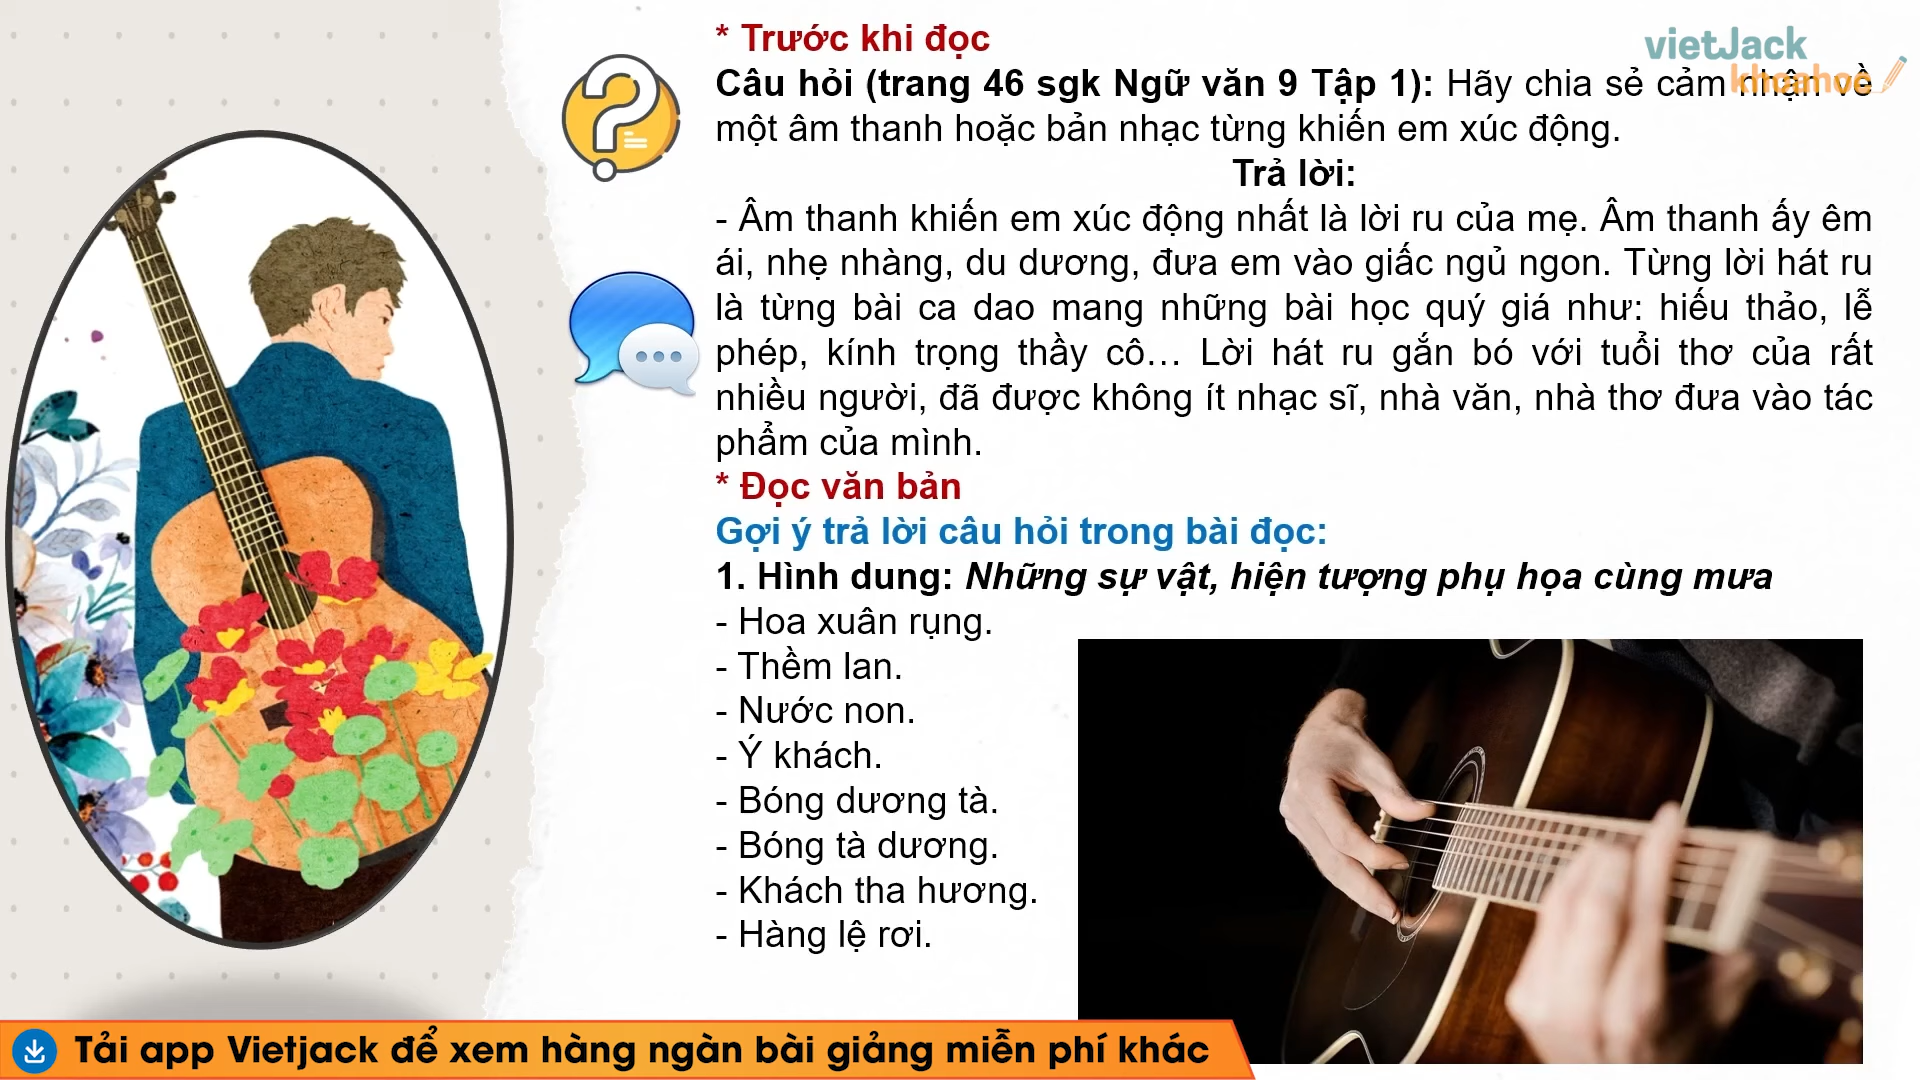 * Trước khi đọc
vietJack
khoahoc
Câu hỏi (trang 46 sgk Ngữ văn 9 Tập 1): Hãy chia sẻ cảm nhận về
một âm thanh hoặc bản nhạc từng khiến em xúc động.
Trả lời:
- Âm thanh khiến em xúc động nhất là lời ru của mẹ. Âm thanh ấy êm
ái, nhẹ nhàng, du dương, đưa em vào giấc ngủ ngon. Từng lời hát ru
là từng bài ca dao mang những bài học quý giá như: hiếu thảo, lễ
phép, kính trọng thầy cô… Lời hát ru gắn bó với tuổi thơ của rất
nhiều người, đã được không ít nhạc sĩ, nhà văn, nhà thơ đưa vào tác
phẩm của mình.
* Đọc văn bản
Gợi ý trả lời câu hỏi trong bài đọc:
1. Hình dung: Những sự vật, hiện tượng phụ họa cùng mưa
- Hoa xuân rụng.
- Thềm lan.
- Nước non.
- Ý khách.
- Bóng dương tà.
- Bóng tà dương.
- Khách tha hương.
- Hàng lệ rơi.
Tải app Vietjack để xem hàng ngàn bài giảng miễn phí khác